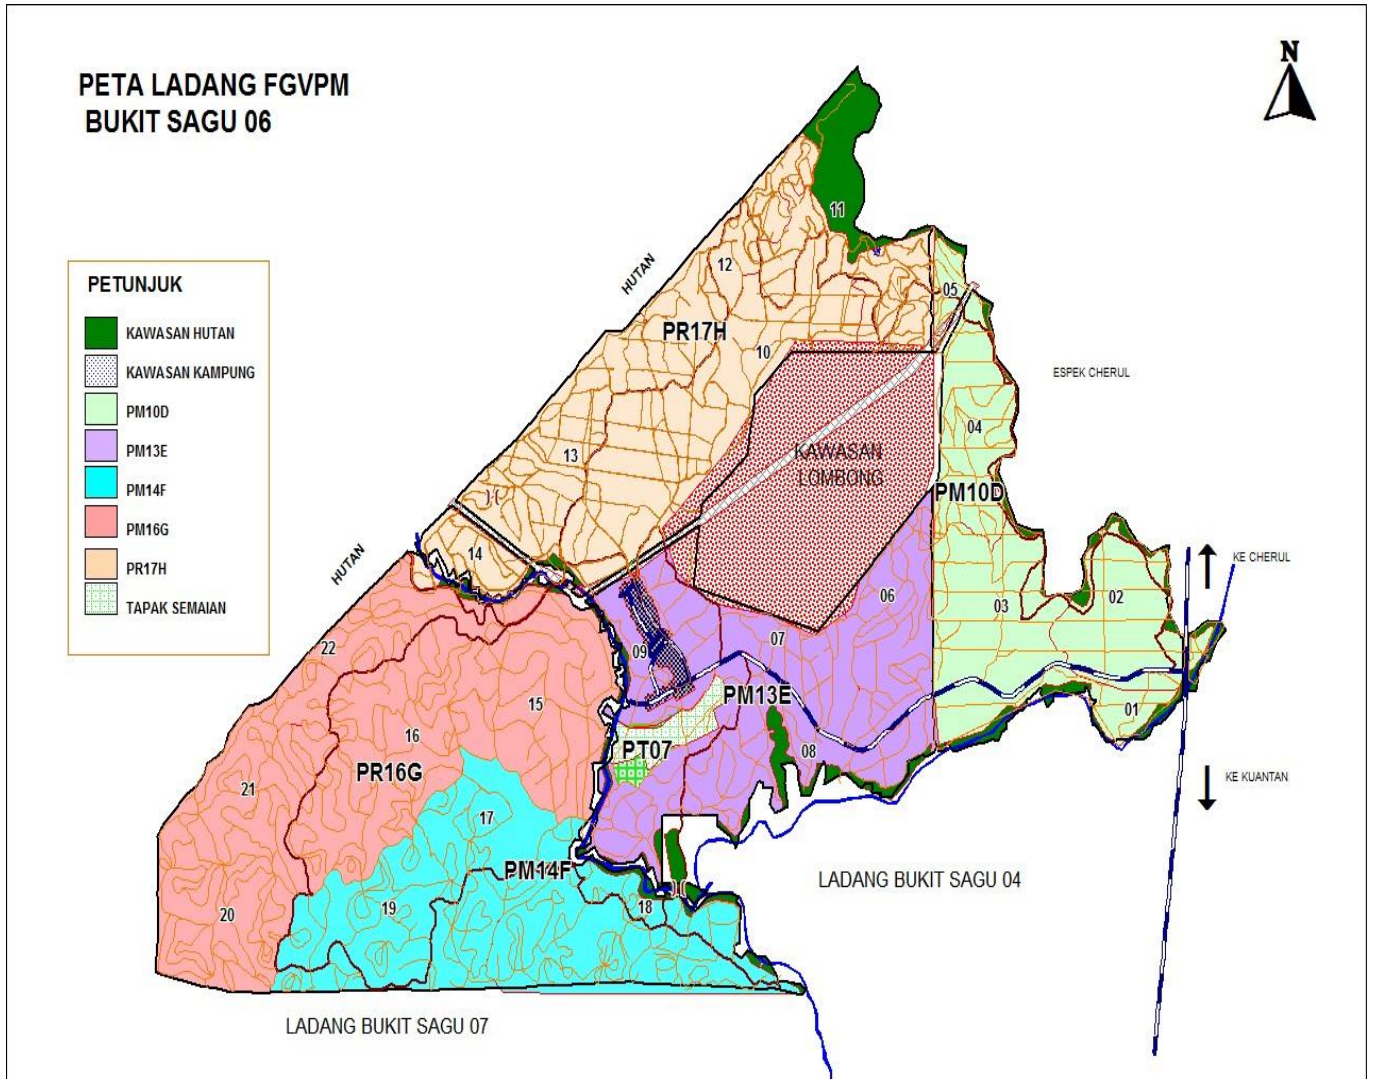 PETA LADANG FGVPM
BUKIT SAGU 06
N
PETUNJUK
KAWASAN HUTAN
KAWASAN KAMPUNG
PM10D
PM13E
PM14F
PM16G
PR17H
TAPAK SEMAIAN
HUTAN
HUTAN
11
12
05
PR17H
10
ESPEK CHERUL
04
13
KAWASAN
LOMBONG
PM10D
14
KE CHERUL
06
03
02
07
22
09
PM13E
15
01
16
PT07
08
PR16G
KE KUANTAN
21
17
PM14F
LADANG BUKIT SAGU 04
20
19
18
LADANG BUKIT SAGU 07